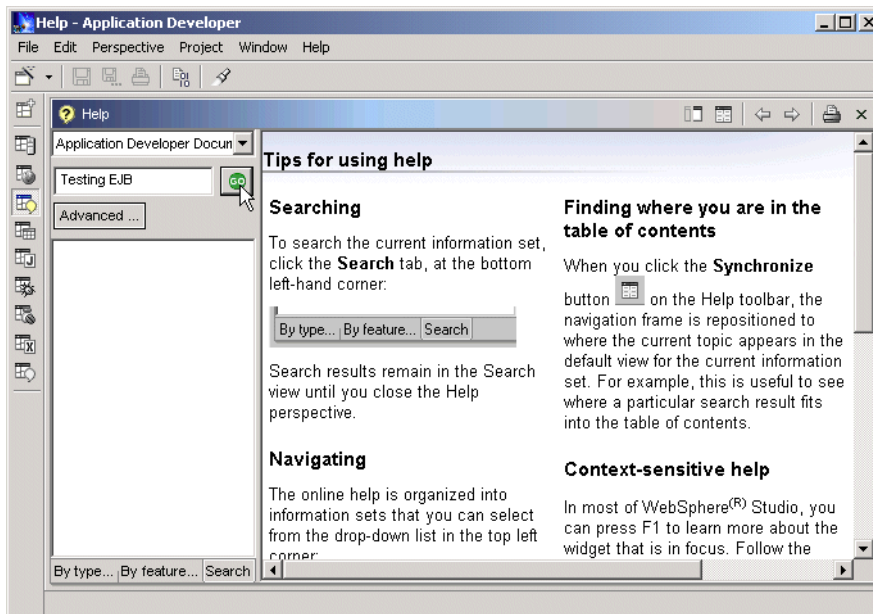 Help - Application Developer
File Edit Perspective Project Window Help
Help
Application Developer Docun
Testing EJB
GO
Advanced ...
Tips for using help
Searching
To search the current information set,
click the Search tab, at the bottom
left-hand corner:
By type... By feature... Search
Search results remain in the Search
view until you close the Help
perspective.
Navigating
The online help is organized into
information sets that you can select
from the drop-down list in the top left
corner:
Finding where you are in the
table of contents
When you click the Synchronize
button on the Help toolbar, the
navigation frame is repositioned to
where the current topic appears in the
default view for the current information
set. For example, this is useful to see
where a particular search result fits
into the table of contents.
Context-sensitive help
In most of WebSphere(R) Studio, you
can press F1 to learn more about the
widget that is in focus. Follow the
By type... By feature... Search